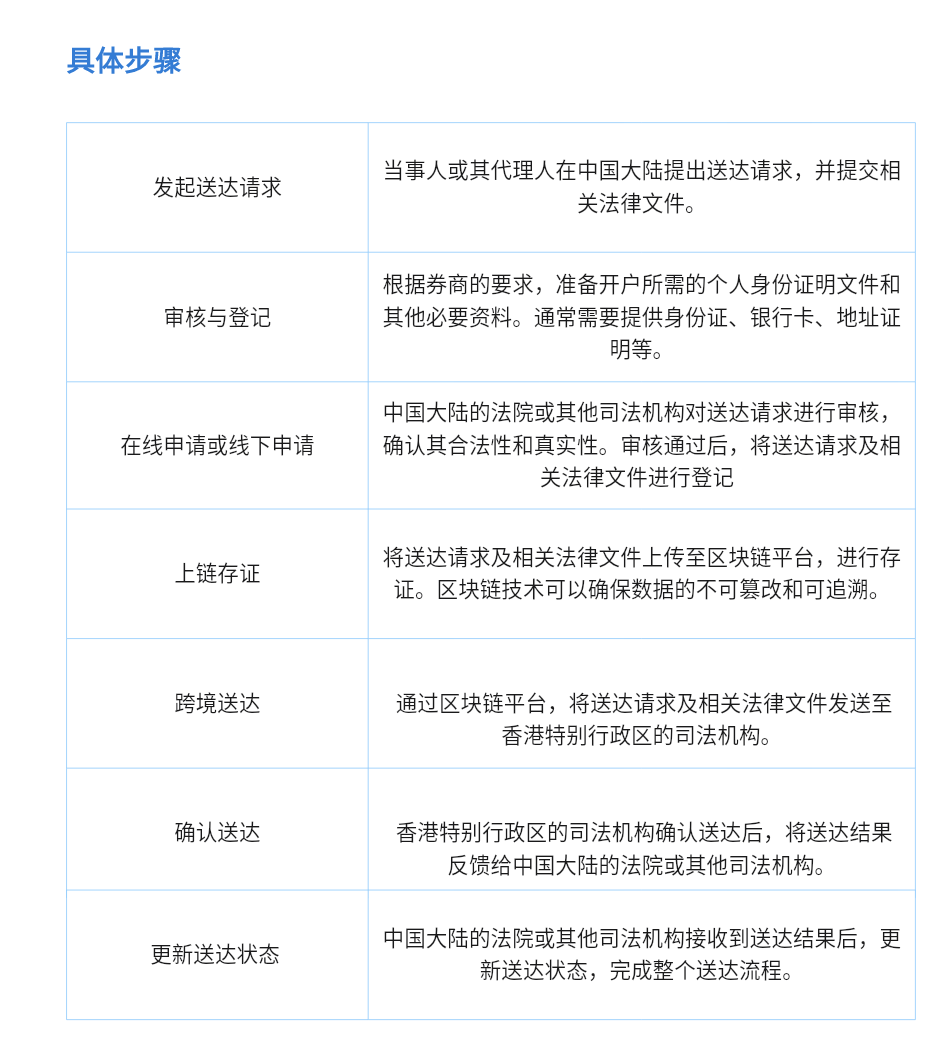 具体步骤
发起送达请求
当事人或其代理人在中国大陆提出送达请求，并提交相
关法律文件。
审核与登记
根据券商的要求，准备开户所需的个人身份证明文件和
其他必要资料。通常需要提供身份证、银行卡、地址证
明等。
在线申请或线下申请
中国大陆的法院或其他司法机构对送达请求进行审核，
确认其合法性和真实性。审核通过后，将送达请求及相
关法律文件进行登记
上链存证
将送达请求及相关法律文件上传至区块链平台，进行存
证。区块链技术可以确保数据的不可篡改和可追溯。
跨境送达
通过区块链平台，将送达请求及相关法律文件发送至
香港特别行政区的司法机构。
确认送达
香港特别行政区的司法机构确认送达后，将送达结果
反馈给中国大陆的法院或其他司法机构。
更新送达状态
中国大陆的法院或其他司法机构接收到送达结果后，更
新送达状态，完成整个送达流程。